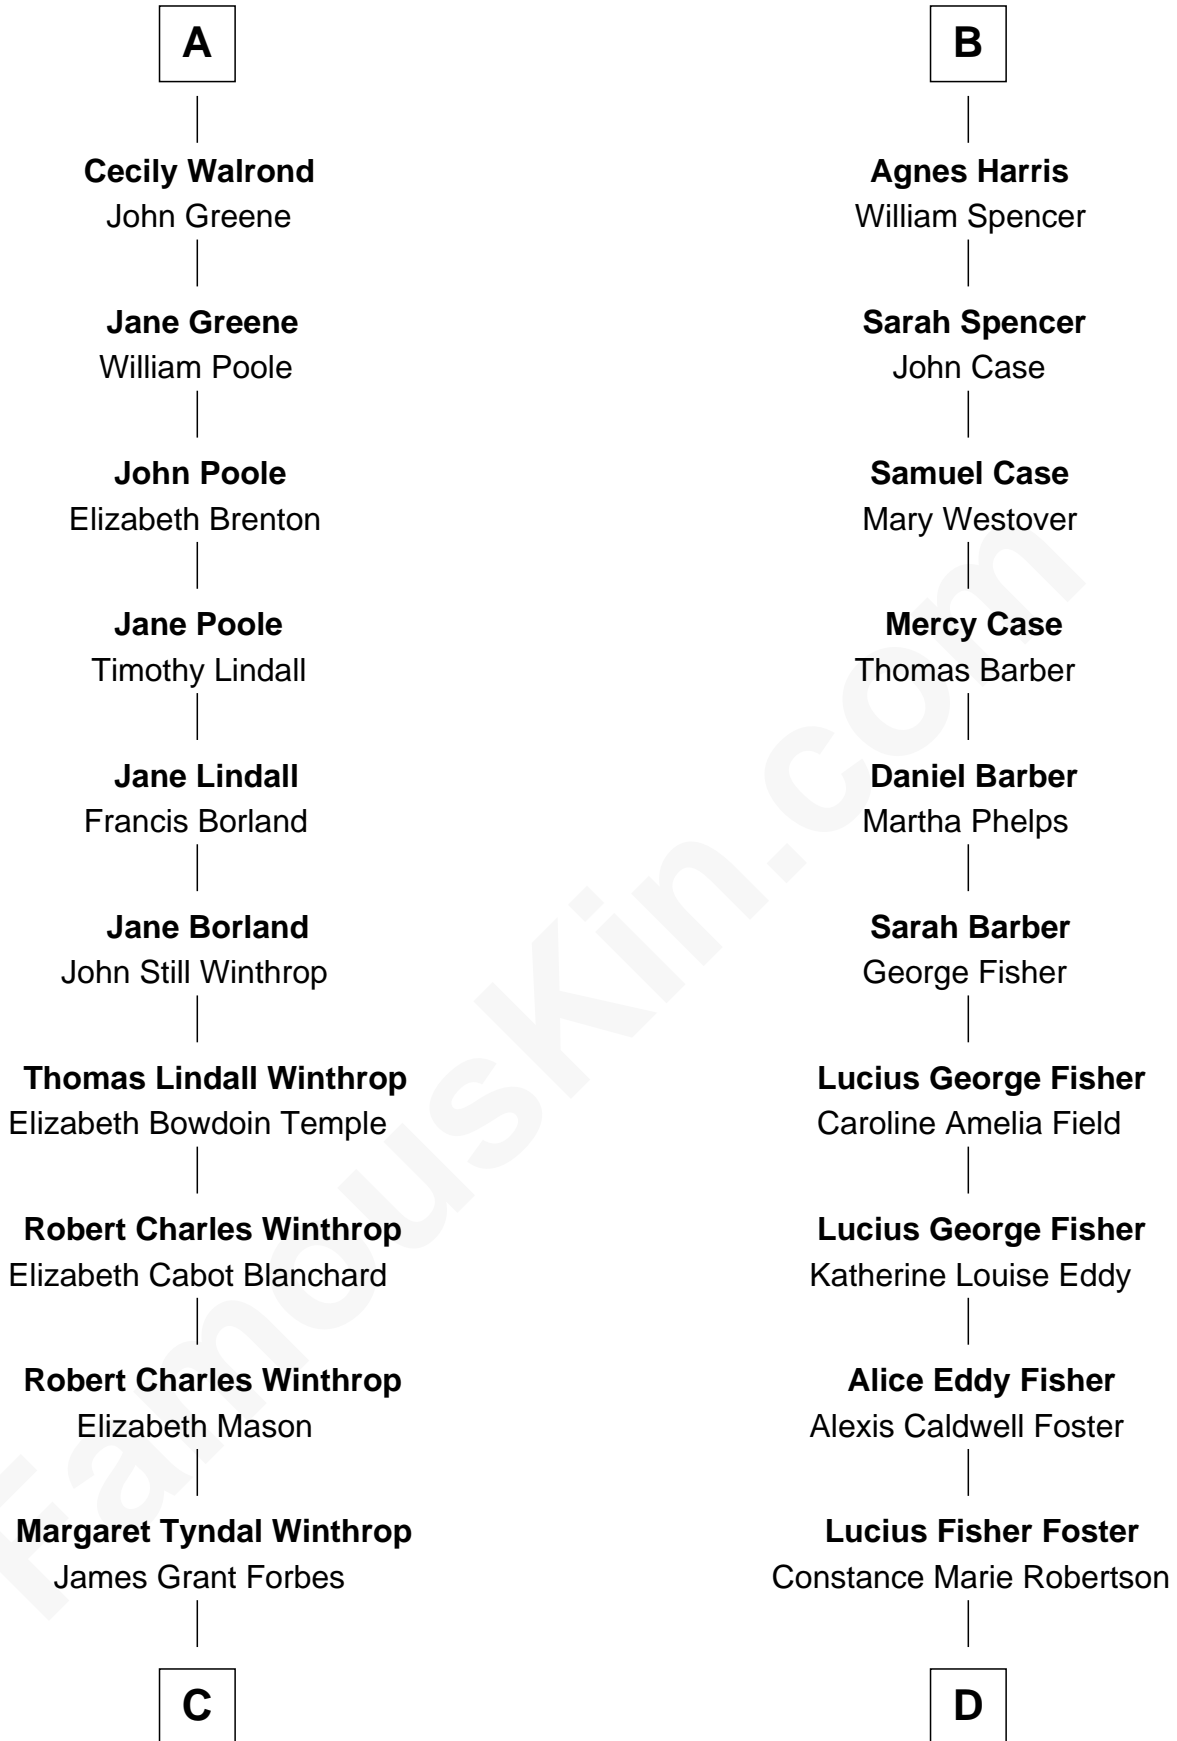 A
Cecily Walrond
John Greene
Jane Greene
William Poole
John Poole
Elizabeth Brenton
Jane Poole
Timothy Lindall
Jane Lindall
Francis Borland
Jane Borland
John Still Winthrop
Thomas Lindall Winthrop
Elizabeth Bowdoin Temple
Robert Charles Winthrop
Elizabeth Cabot Blanchard
Robert Charles Winthrop
Elizabeth Mason
Margaret Tyndal Winthrop
James Grant Forbes
C
B
Agnes Harris
William Spencer
Sarah Spencer
John Case
Samuel Case
Mary Westover
Mercy Case
Thomas Barber
Daniel Barber
Martha Phelps
Sarah Barber
George Fisher
Lucius George Fisher
Caroline Amelia Field
Lucius George Fisher
Katherine Louise Eddy
Alice Eddy Fisher
Alexis Caldwell Foster
Lucius Fisher Foster
Constance Marie Robertson
D
FamousKin.com